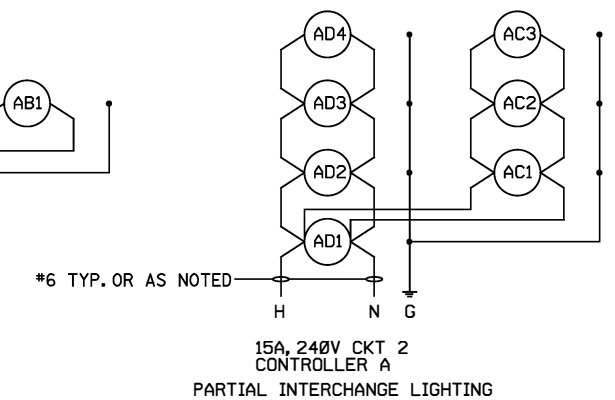 AD4
AC3
AB1
AD3
AC2
AD2
AC1
AD1
#6 TYP. OR AS NOTED
H N G
15A, 240V CKT 2
CONTROLLER A
PARTIAL INTERCHANGE LIGHTING